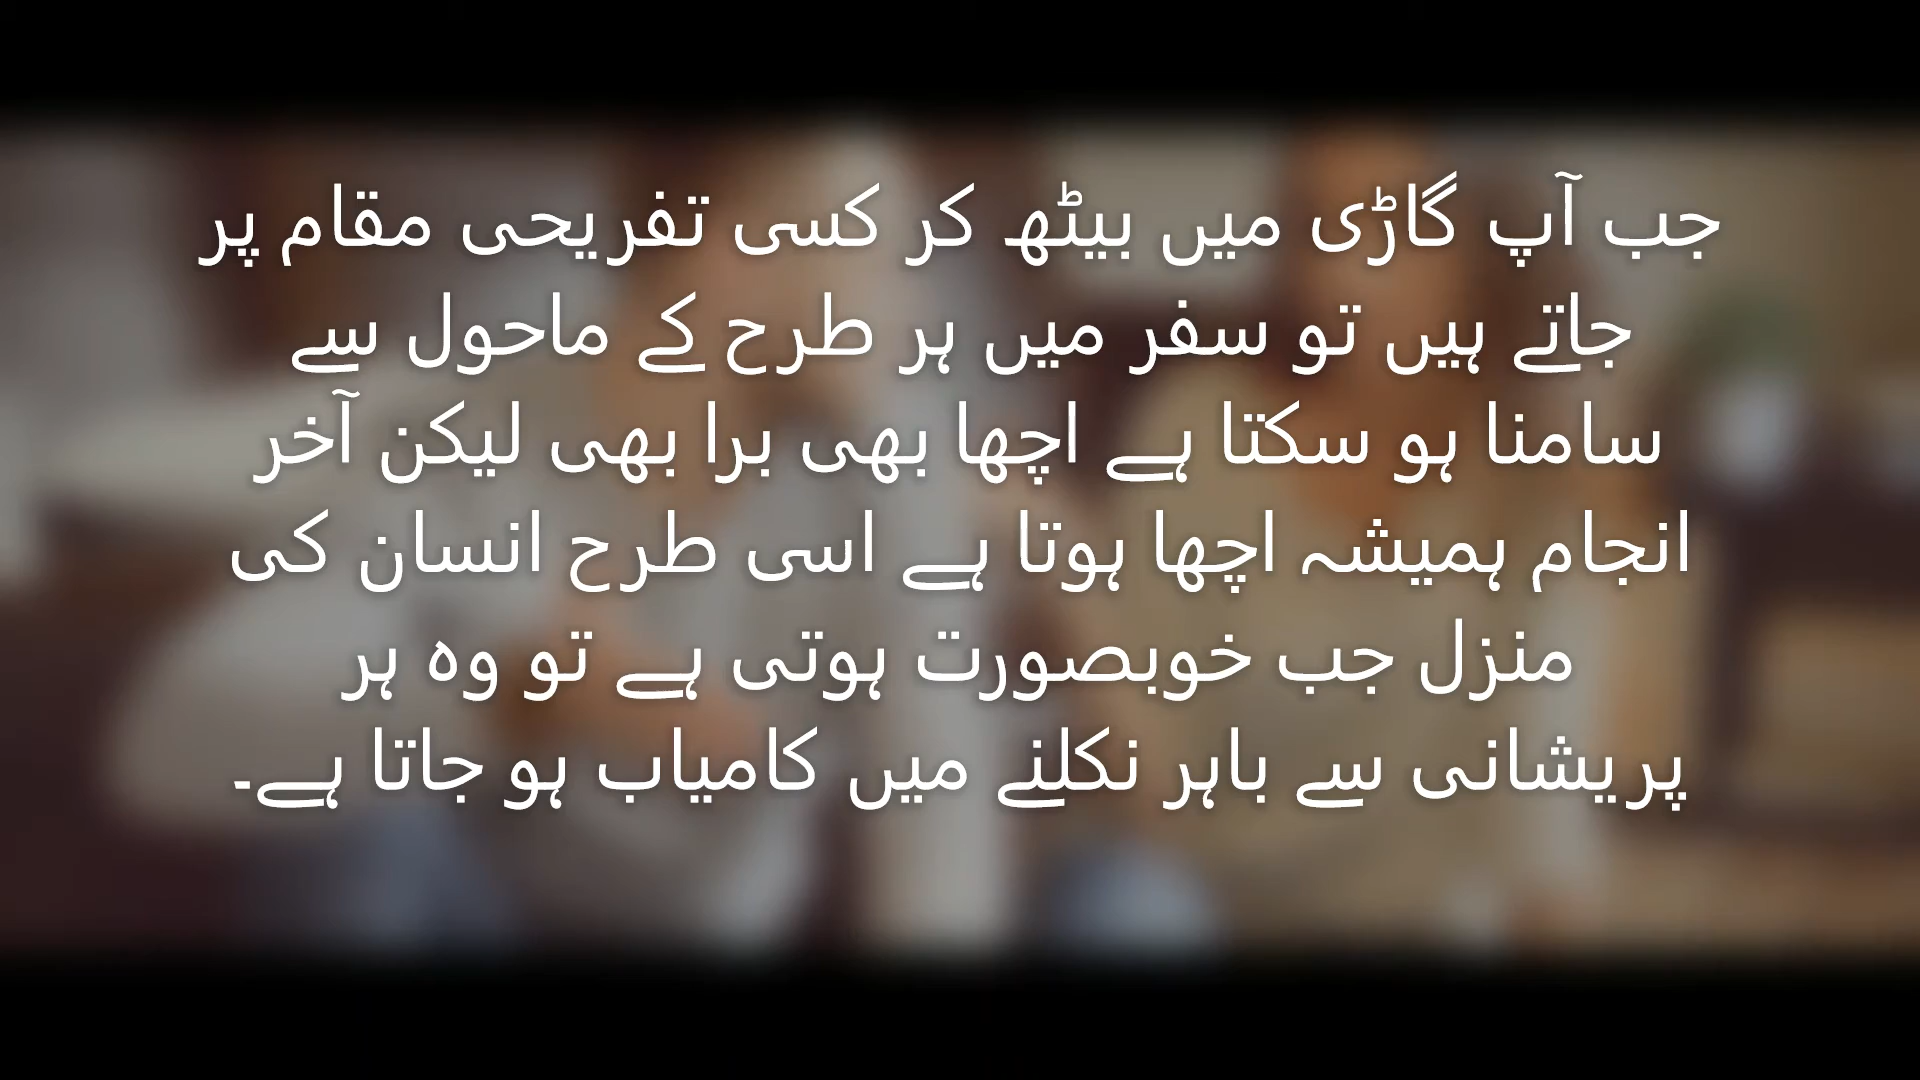 جب آپ گاڑی میں بیٹھ کر کسی تفریحی مقام پر
جاتے ہیں تو سفر میں ہر طرح کے ماحول سے
سامنا ہو سکتا ہے اچھا بھی برا بھی لیکن آخر
انجام ہمیشہ اچھا ہوتا ہے اسی طرح انسان کی
منزل جب خوبصورت ہوتی ہے تو وہ ہر
پریشانی سے باہر نکلنے میں کامیاب ہو جاتا ہے۔